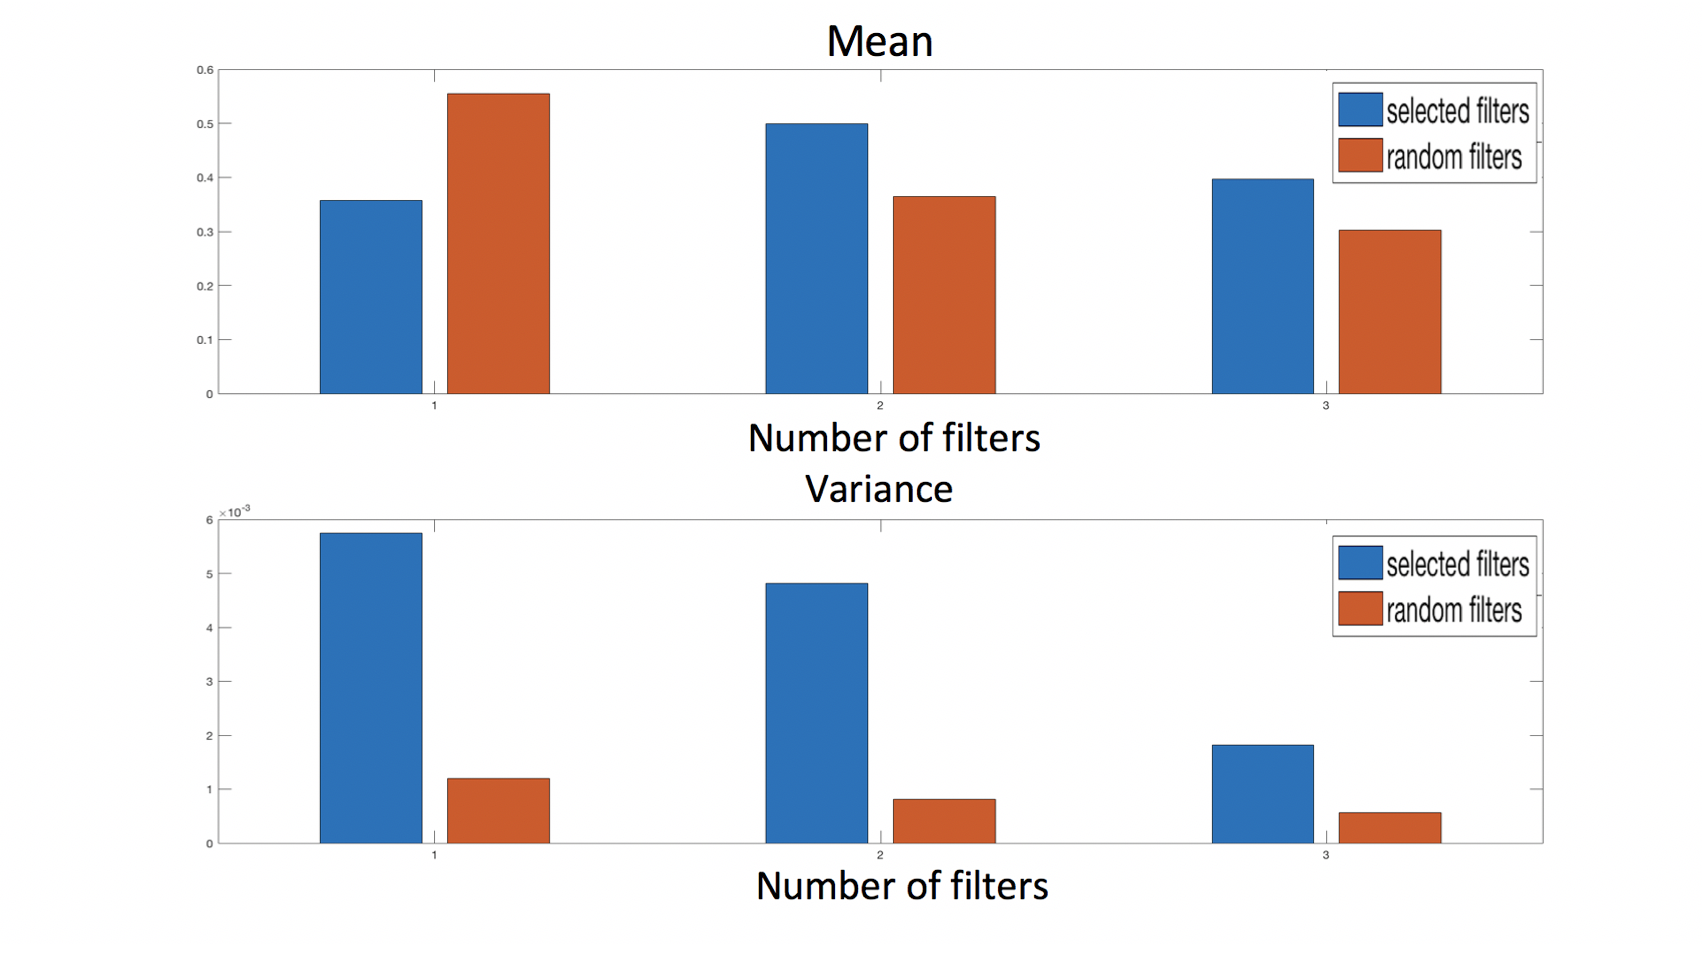 Mean
0.6
0.5
0.4
0.3
0.2
0.1
0
selected filters
random filters
1 2 3
Number of filters
Variance
×10⁻³
6
5
4
3
2
1
0
selected filters
random filters
1 2 3
Number of filters